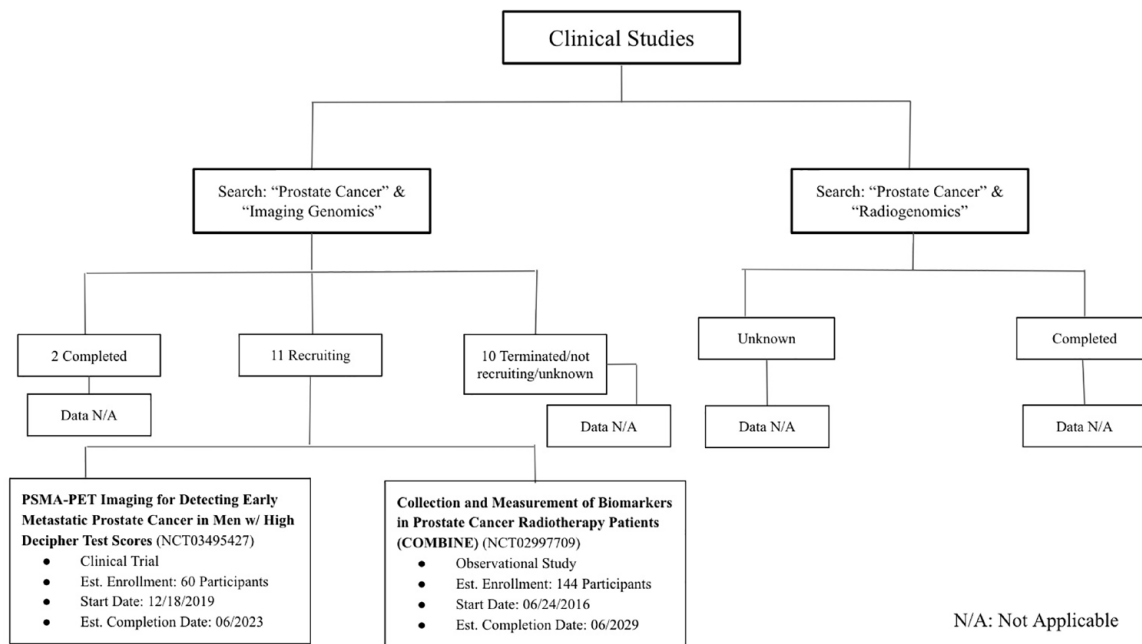 Clinical Studies
Search: “Prostate Cancer” &
“Imaging Genomics”
Search: “Prostate Cancer” &
“Radiogenomics”
2 Completed
11 Recruiting
10 Terminated/not
recruiting/unknown
Unknown
Completed
Data N/A
Data N/A
Data N/A
Data N/A
PSMA-PET Imaging for Detecting Early
Metastatic Prostate Cancer in Men w/ High
Decipher Test Scores (NCT03495427)
● Clinical Trial
● Est. Enrollment: 60 Participants
● Start Date: 12/18/2019
● Est. Completion Date: 06/2023
Collection and Measurement of Biomarkers
in Prostate Cancer Radiotherapy Patients
(COMBINE) (NCT02997709)
● Observational Study
● Est. Enrollment: 144 Participants
● Start Date: 06/24/2016
● Est. Completion Date: 06/2029
N/A: Not Applicable